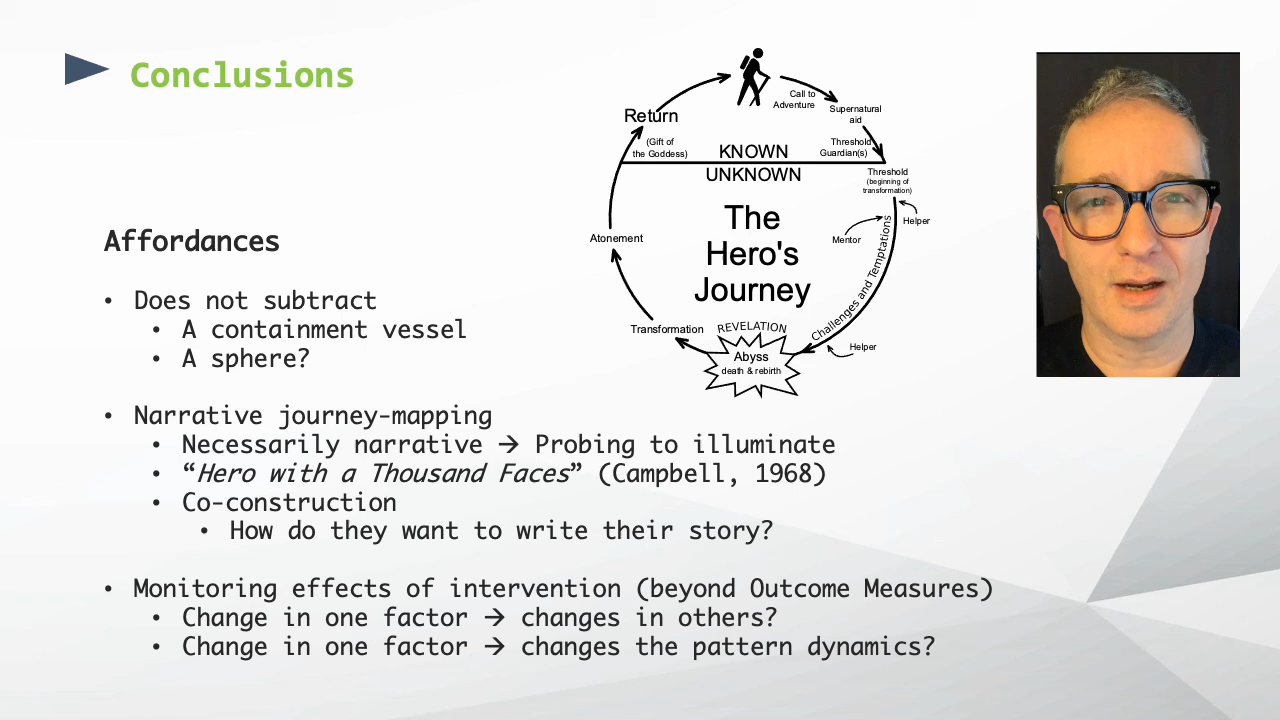 Conclusions
Call to
Adventure
Supernatural
aid
Return
(Gift of
the Goddess)
KNOWN
Threshold
Guardian(s)
UNKNOWN
Threshold
(beginning of
transformation)
Helper
Mentor
The
Hero's
Journey
Challenges and Temptations
Atonement
Transformation
REVELATION
Abyss
death & rebirth
Helper
Affordances
• Does not subtract
• A containment vessel
• A sphere?
• Narrative journey-mapping
• Necessarily narrative → Probing to illuminate
• “Hero with a Thousand Faces” (Campbell, 1968)
• Co-construction
• How do they want to write their story?
• Monitoring effects of intervention (beyond Outcome Measures)
• Change in one factor → changes in others?
• Change in one factor → changes the pattern dynamics?